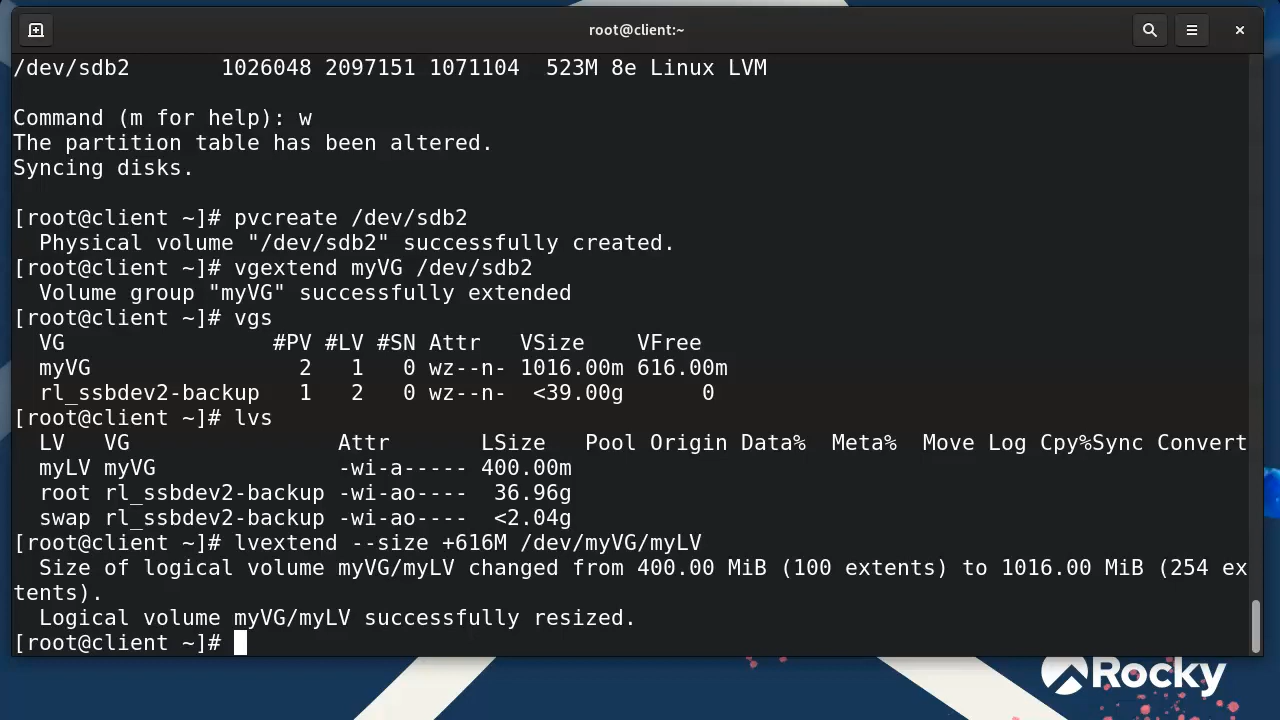 root@client:~
/dev/sdb2       1026048 2097151 1071104  523M 8e Linux LVM
Command (m for help): w
The partition table has been altered.
Syncing disks.
[root@client ~]# pvcreate /dev/sdb2
  Physical volume "/dev/sdb2" successfully created.
[root@client ~]# vgextend myVG /dev/sdb2
  Volume group "myVG" successfully extended
[root@client ~]# vgs
  VG                #PV #LV #SN Attr   VSize    VFree
  myVG                2   1   0 wz--n- 1016.00m 616.00m
  rl_ssbdev2-backup   1   2   0 wz--n-  <39.00g      0
[root@client ~]# lvs
  LV   VG                Attr       LSize   Pool Origin Data%  Meta%  Move Log Cpy%Sync Convert
  myLV myVG              -wi-a----- 400.00m
  root rl_ssbdev2-backup -wi-ao----  36.96g
  swap rl_ssbdev2-backup -wi-ao----  <2.04g
[root@client ~]# lvextend --size +616M /dev/myVG/myLV
  Size of logical volume myVG/myLV changed from 400.00 MiB (100 extents) to 1016.00 MiB (254 ex
tents).
  Logical volume myVG/myLV successfully resized.
[root@client ~]#
Rocky